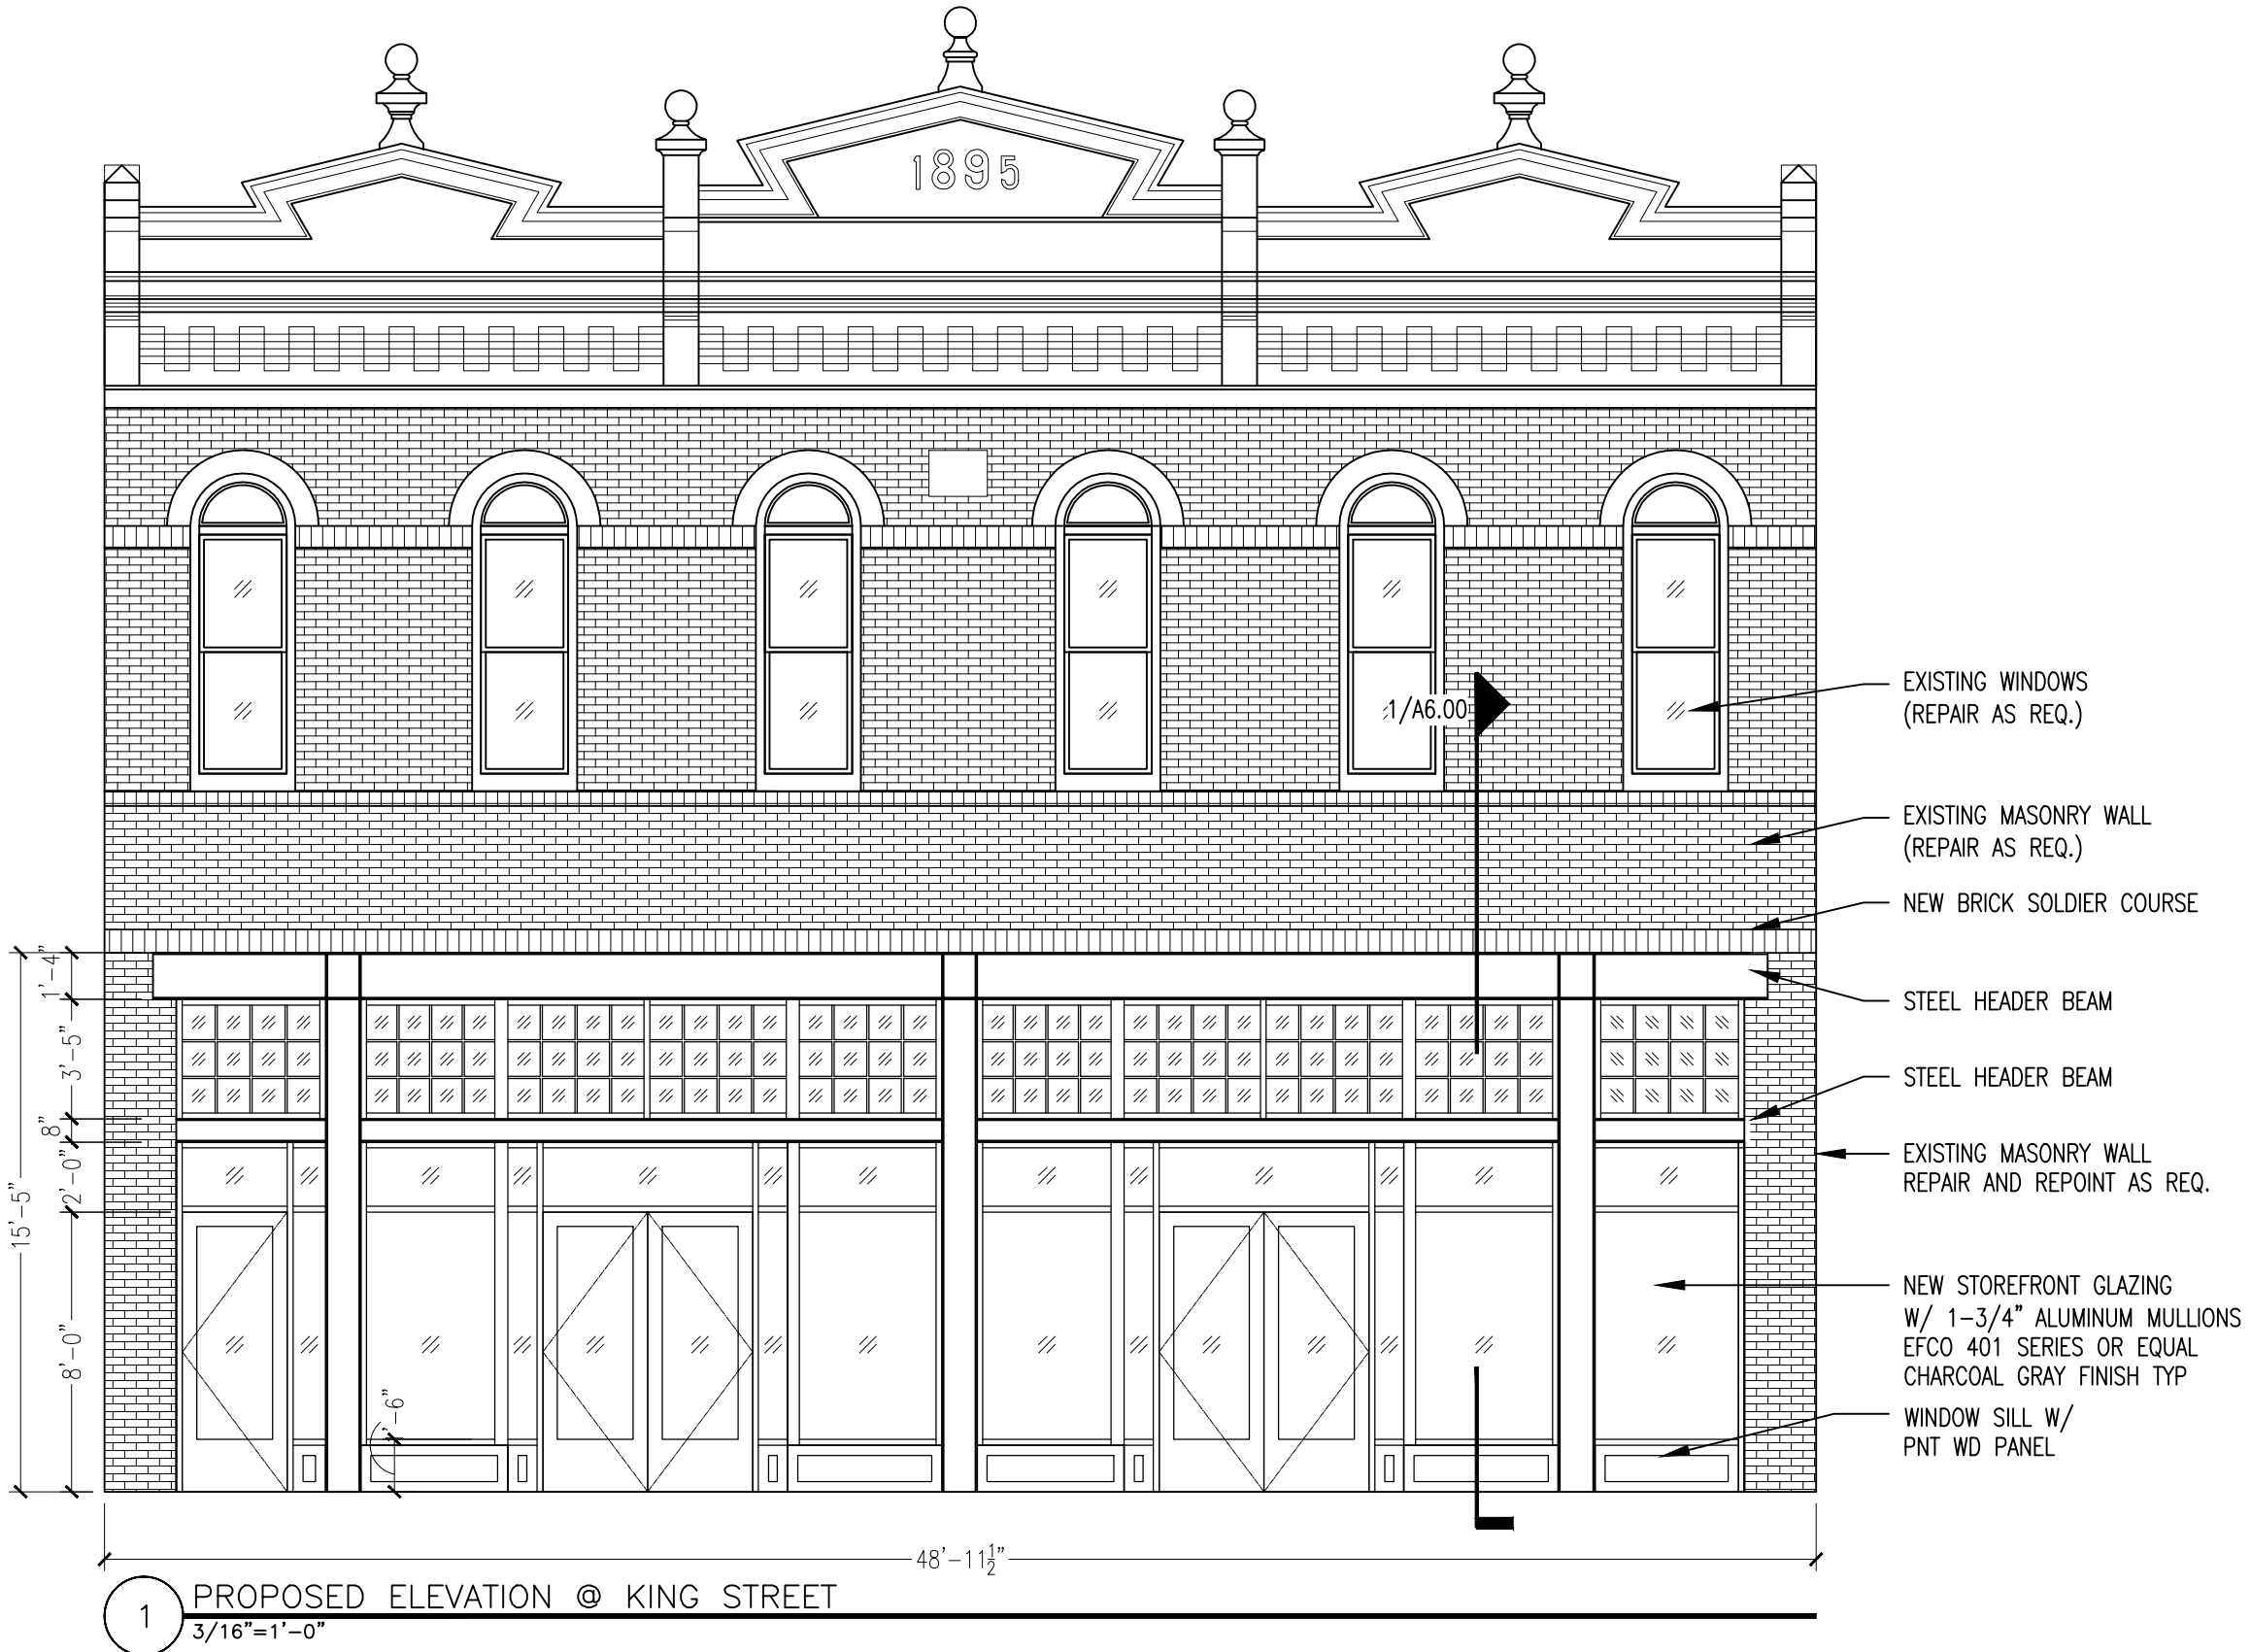 1895
1/A6.00
EXISTING WINDOWS
(REPAIR AS REQ.)
EXISTING MASONRY WALL
(REPAIR AS REQ.)
NEW BRICK SOLDIER COURSE
STEEL HEADER BEAM
STEEL HEADER BEAM
EXISTING MASONRY WALL
REPAIR AND REPOINT AS REQ.
NEW STOREFRONT GLAZING
W/ 1-3/4" ALUMINUM MULLIONS
EFCO 401 SERIES OR EQUAL
CHARCOAL GRAY FINISH TYP
WINDOW SILL W/
PNT WD PANEL
1'-4"
3'-5"
8"
2'-0"
8'-0"
15'-5"
1'-6"
48'-11½"
1
PROPOSED ELEVATION @ KING STREET
3/16"=1'-0"